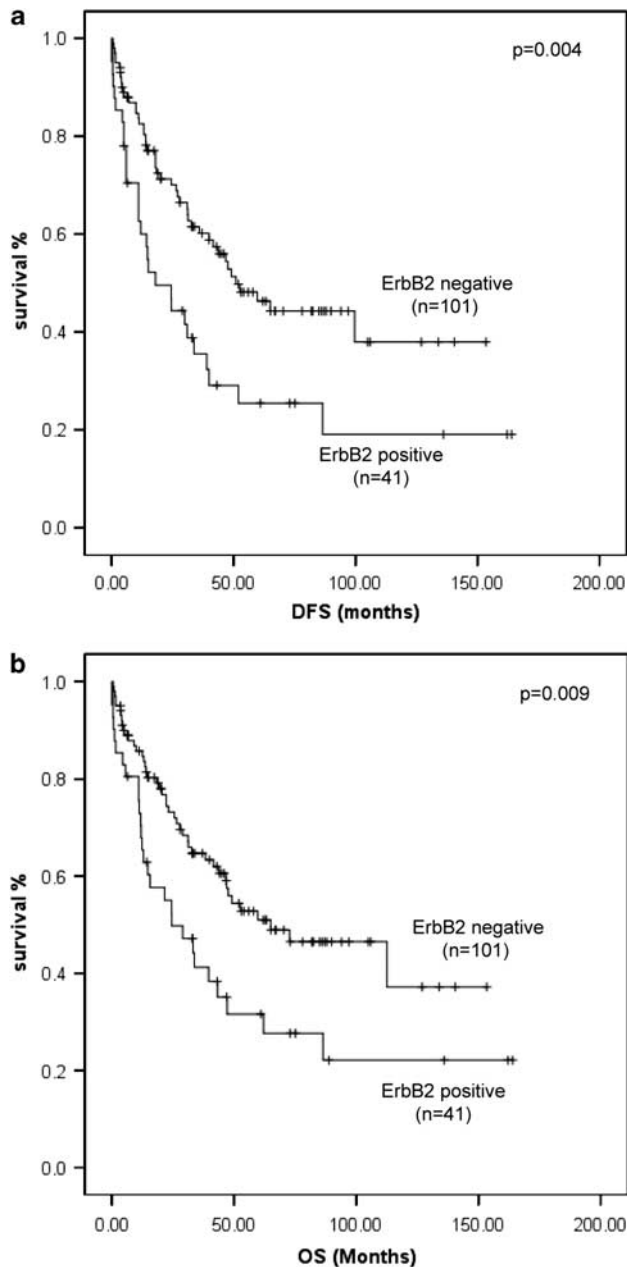 a
p=0.004
1.0
0.8
0.6
0.4
0.2
0.0
survival %
ErbB2 negative
(n=101)
ErbB2 positive
(n=41)
0.00 50.00 100.00 150.00 200.00
DFS (months)
b
p=0.009
1.0
0.8
0.6
0.4
0.2
0.0
survival %
ErbB2 negative
(n=101)
ErbB2 positive
(n=41)
0.00 50.00 100.00 150.00 200.00
OS (Months)